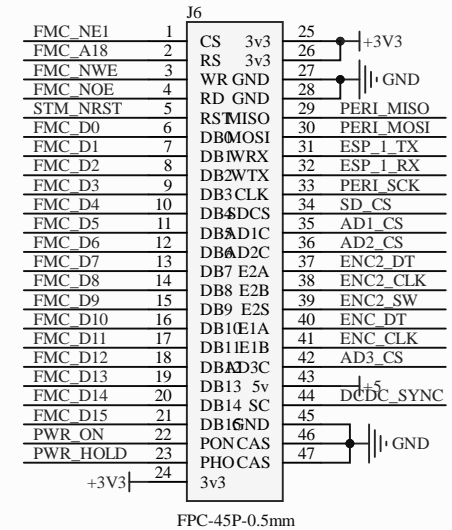 J6
FMC_NE1 1 CS 3v3 25
FMC_A18 2 RS 3v3 26 +3V3
FMC_NWE 3 WR GND 27
FMC_NOE 4 RD GND 28 GND
STM_NRST 5 RST MISO 29 PERI_MISO
FMC_D0 6 DB0 MOSI 30 PERI_MOSI
FMC_D1 7 DB1 WRX 31 ESP_1_TX
FMC_D2 8 DB2 WTX 32 ESP_1_RX
FMC_D3 9 DB3 CLK 33 PERI_SCK
FMC_D4 10 DB4 SDCS 34 SD_CS
FMC_D5 11 DB5 AD1C 35 AD1_CS
FMC_D6 12 DB6 AD2C 36 AD2_CS
FMC_D7 13 DB7 E2A 37 ENC2_DT
FMC_D8 14 DB8 E2B 38 ENC2_CLK
FMC_D9 15 DB9 E2S 39 ENC2_SW
FMC_D10 16 DB10 E1A 40 ENC_DT
FMC_D11 17 DB11 E1B 41 ENC_CLK
FMC_D12 18 DB12 AD3C 42 AD3_CS
FMC_D13 19 DB13 5v 43 +5
FMC_D14 20 DB14 SC 44 DCDC_SYNC
FMC_D15 21 DB15 GND 45
PWR_ON 22 PON CAS 46 GND
PWR_HOLD 23 PHO CAS 47
+3V3 24 3v3
FPC-45P-0.5mm